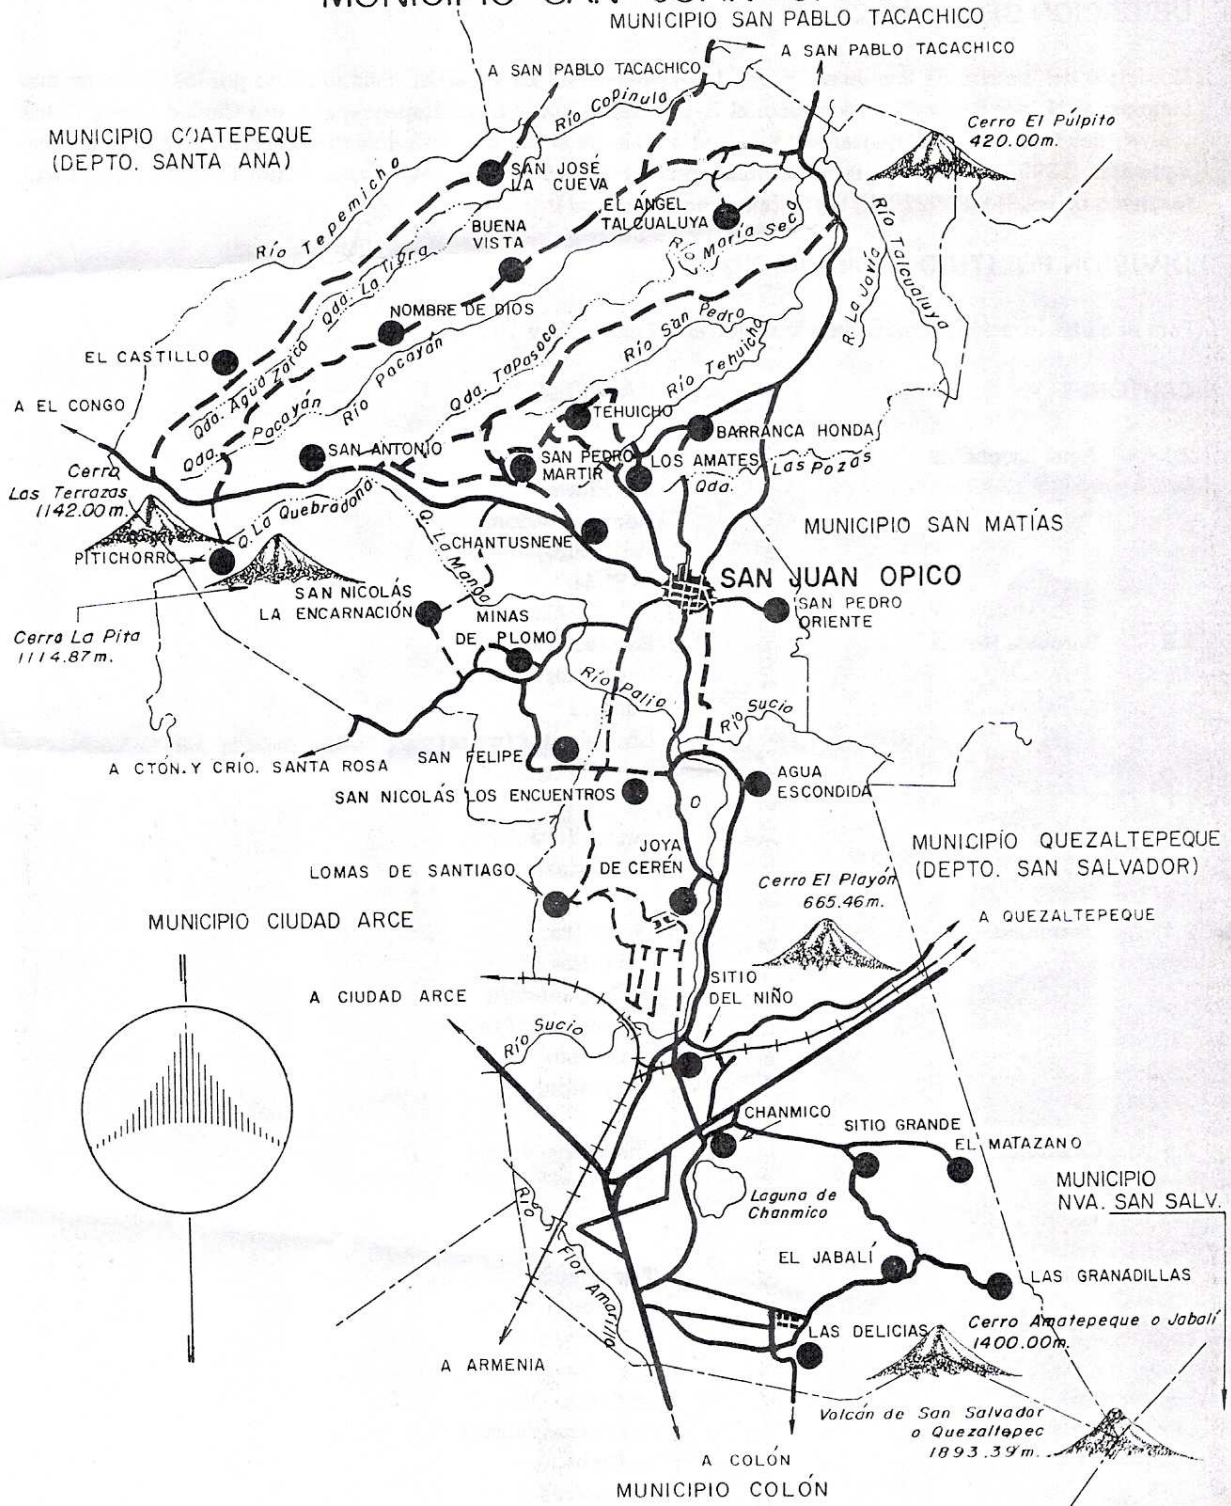 MUNICIPIO SAN JUAN
MUNICIPIO SAN PABLO TACACHICO
A SAN PABLO TACACHICO
A SAN PABLO TACACHICO
Río Copinula
MUNICIPIO COATEPEQUE
(DEPTO. SANTA ANA)
Cerro El Púlpito
420.00m.
SAN JOSÉ
LA CUEVA
Río Tepemicho
EL ÁNGEL
TALCUALUYA
BUENA
VISTA
R. María Seco
Río Talcualuya
R. La Javia
Qda. La Tigra
NOMBRE DE DIOS
EL CASTILLO
Qda. Agua Zarca
Río Pacayán
Qda. Tapasoco
Río San Pedro
Río Tehuicho
A EL CONGO
Qda. Pacayán
TEHUICHO
BARRANCA HONDA
SAN ANTONIO
SAN PEDRO
MARTIR
LOS AMATES
Qda. Las Pozas
Cerro
Las Terrazas
1142.00m.
Q. La Quebradona
Q. La Manga
MUNICIPIO SAN MATÍAS
CHANTUSNENE
PITICHORRO
SAN JUAN OPICO
SAN NICOLÁS
LA ENCARNACIÓN
SAN PEDRO
ORIENTE
MINAS
DE PLOMO
Cerro La Pita
1114.87m.
Río Palio
Río Sucio
A CTÓN. Y CRIO. SANTA ROSA
SAN FELIPE
AGUA
ESCONDIDA
SAN NICOLÁS LOS ENCUENTROS
O
MUNICIPIO QUEZALTEPEQUE
(DEPTO. SAN SALVADOR)
JOYA
DE CERÉN
LOMAS DE SANTIAGO
Cerro El Playón
665.46m.
MUNICIPIO CIUDAD ARCE
A QUEZALTEPEQUE
SITIO
DEL NIÑO
A CIUDAD ARCE
Río Sucio
CHANMICO
SITIO GRANDE
EL MATAZANO
MUNICIPIO
NVA. SAN SALV.
Laguna de
Chanmico
Río Flor Amarilla
EL JABALÍ
LAS GRANADILLAS
LAS DELICIAS
Cerro Amatepeque o Jabalí
1400.00m.
A ARMENIA
Volcán de San Salvador
o Quezaltepec
1893.39m.
A COLÓN
MUNICIPIO COLÓN